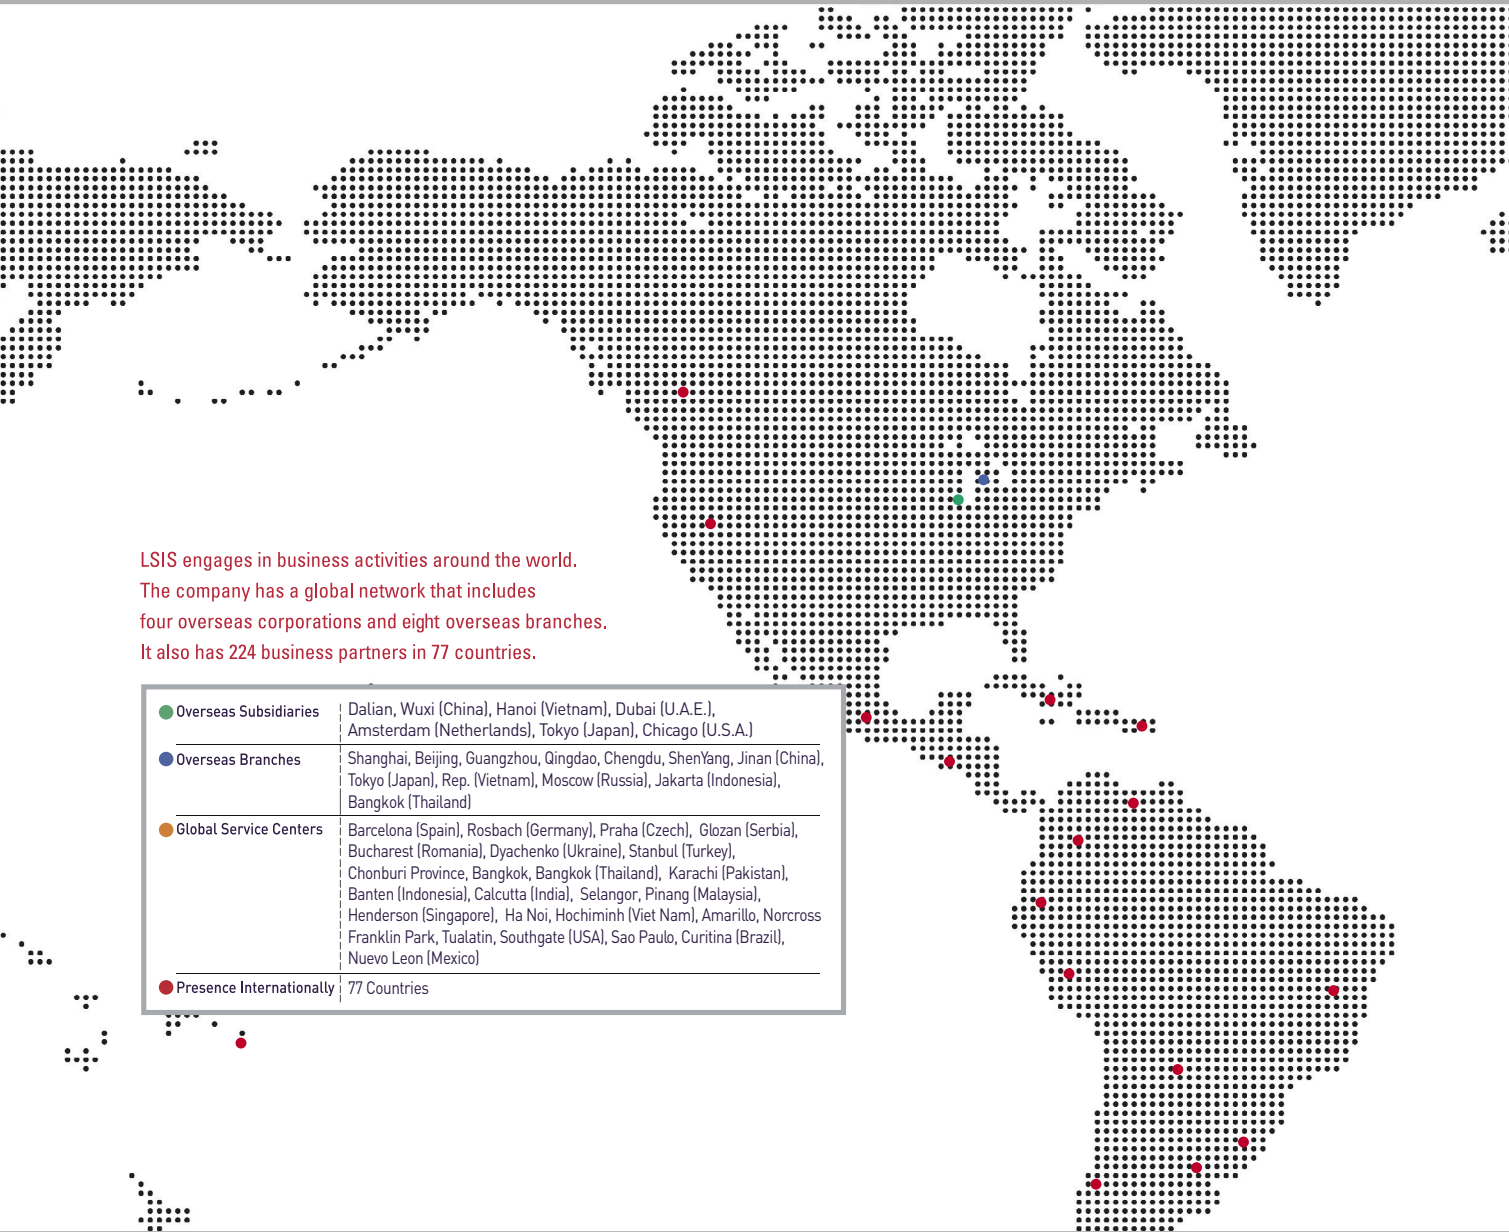 LSIS engages in business activities around the world.
The company has a global network that includes
four overseas corporations and eight overseas branches.
It also has 224 business partners in 77 countries.
Overseas Subsidiaries
Dalian, Wuxi (China), Hanoi (Vietnam), Dubai (U.A.E.),
Amsterdam (Netherlands), Tokyo (Japan), Chicago (U.S.A.)
Overseas Branches
Shanghai, Beijing, Guangzhou, Qingdao, Chengdu, ShenYang, Jinan (China),
Tokyo (Japan), Rep. (Vietnam), Moscow (Russia), Jakarta (Indonesia),
Bangkok (Thailand)
Global Service Centers
Barcelona (Spain), Rosbach (Germany), Praha (Czech), Glozan (Serbia),
Bucharest (Romania), Dyachenko (Ukraine), Stanbul (Turkey),
Chonburi Province, Bangkok, Bangkok (Thailand), Karachi (Pakistan),
Banten (Indonesia), Calcutta (India), Selangor, Pinang (Malaysia),
Henderson (Singapore), Ha Noi, Hochiminh (Viet Nam), Amarillo, Norcross
Franklin Park, Tualatin, Southgate (USA), Sao Paulo, Curitina (Brazil),
Nuevo Leon (Mexico)
Presence Internationally
77 Countries